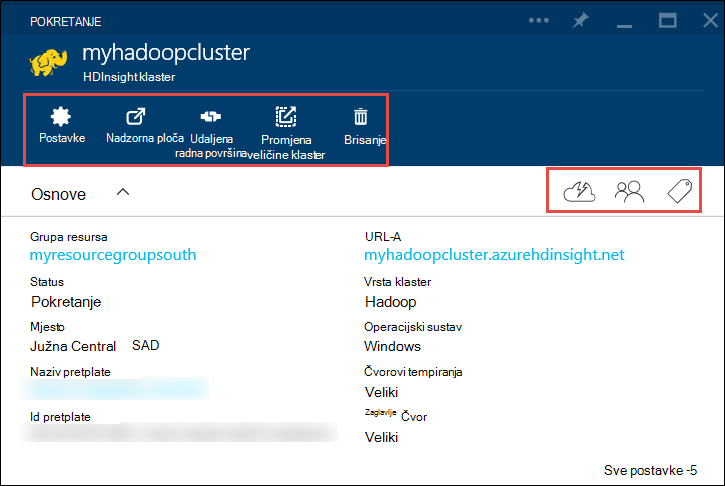 POKRETANJE
myhadoopcluster
HDInsight klaster
Postavke
Nadzorna ploča
Udaljena
radna površina
Promjena
veličine klaster
Brisanje
Osnove
Grupa resursa
myresourcegroupsouth
URL-A
myhadoopcluster.azurehdinsight.net
Status
Pokretanje
Vrsta klaster
Hadoop
Mjesto
Južna Central SAD
Operacijski sustav
Windows
Naziv pretplate
Čvorovi tempiranja
Veliki
Id pretplate
Zaglavlje Čvor
Veliki
Sve postavke -5